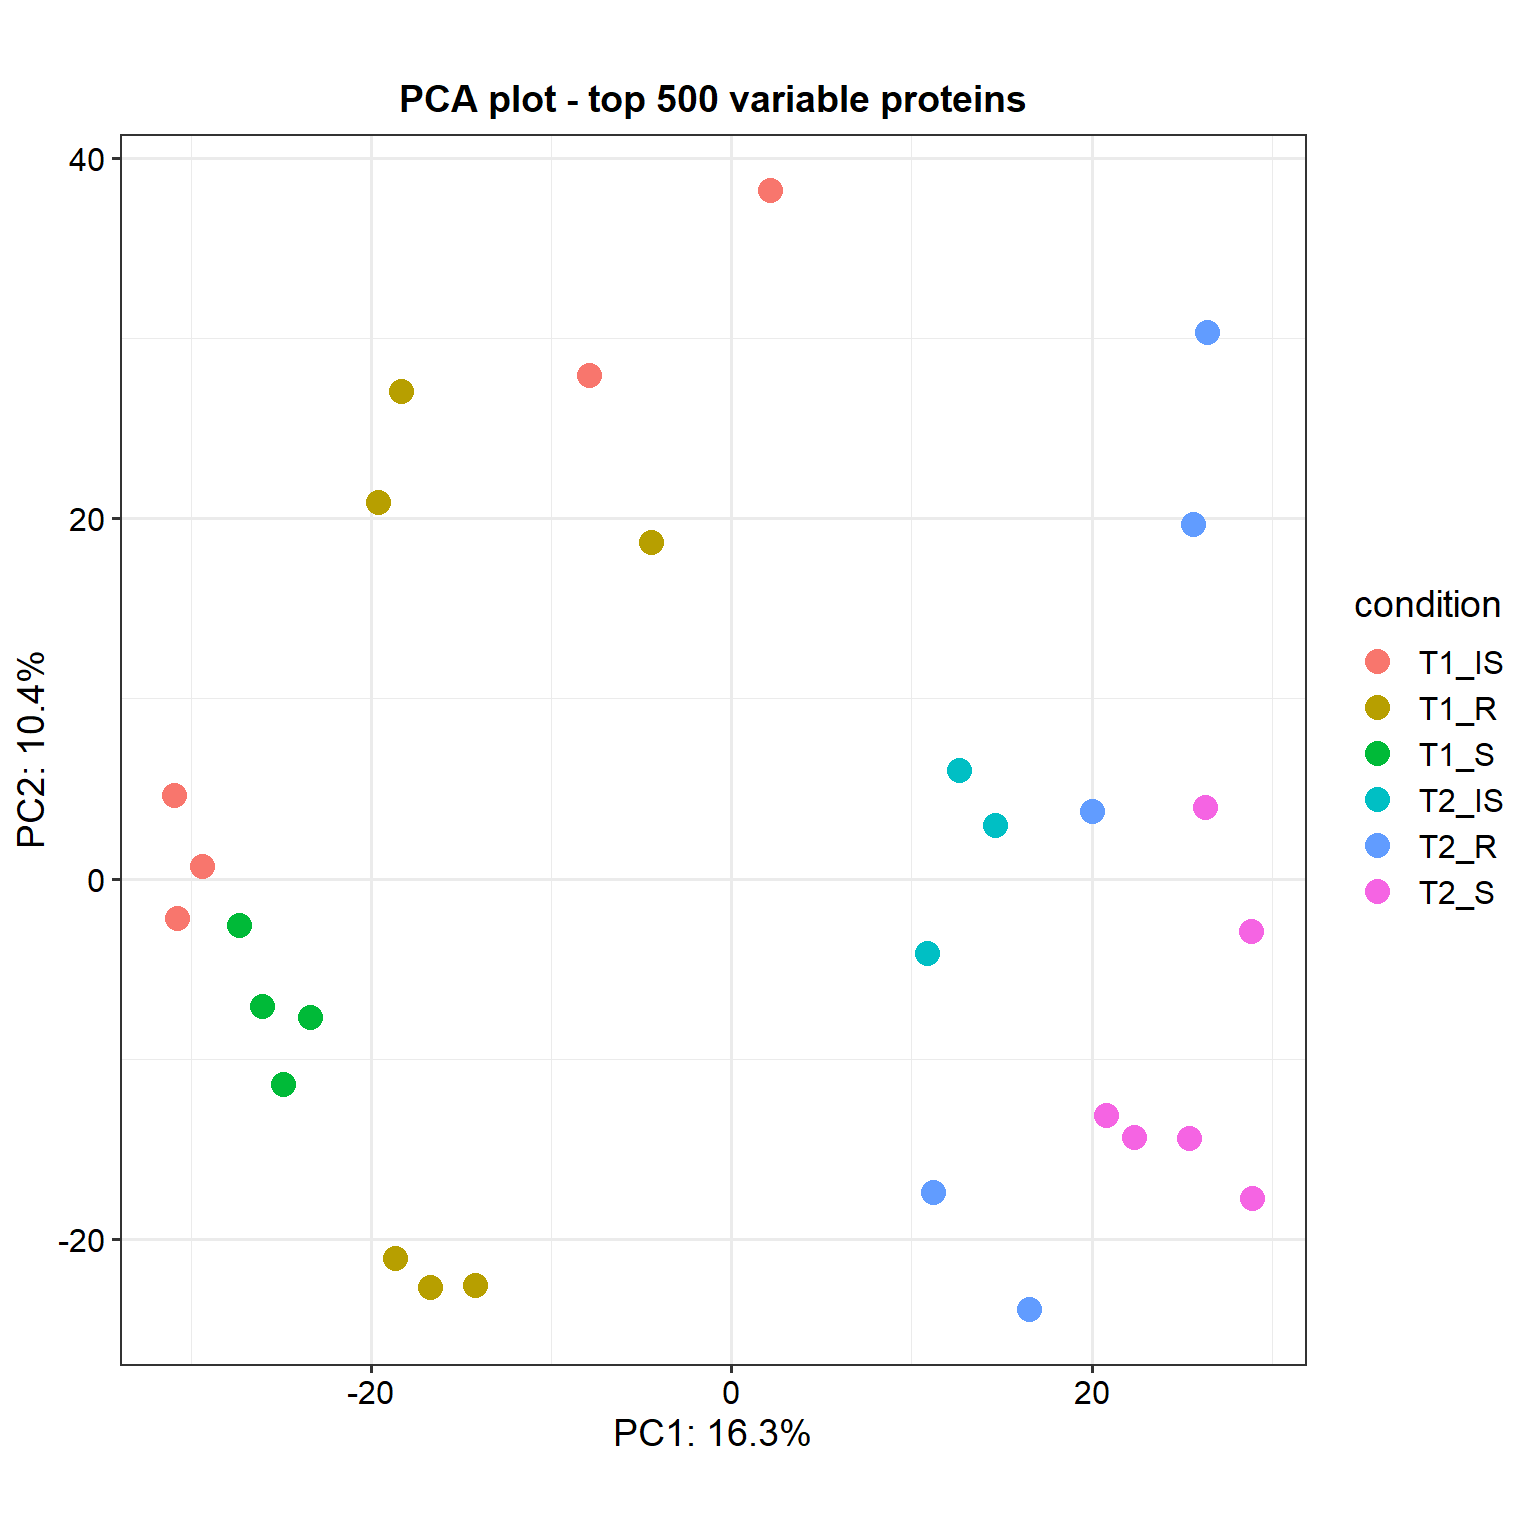 PCA plot - top 500 variable proteins
40
20
0
-20
PC2: 10.4%
-20
0
20
PC1: 16.3%
condition
T1_IS
T1_R
T1_S
T2_IS
T2_R
T2_S